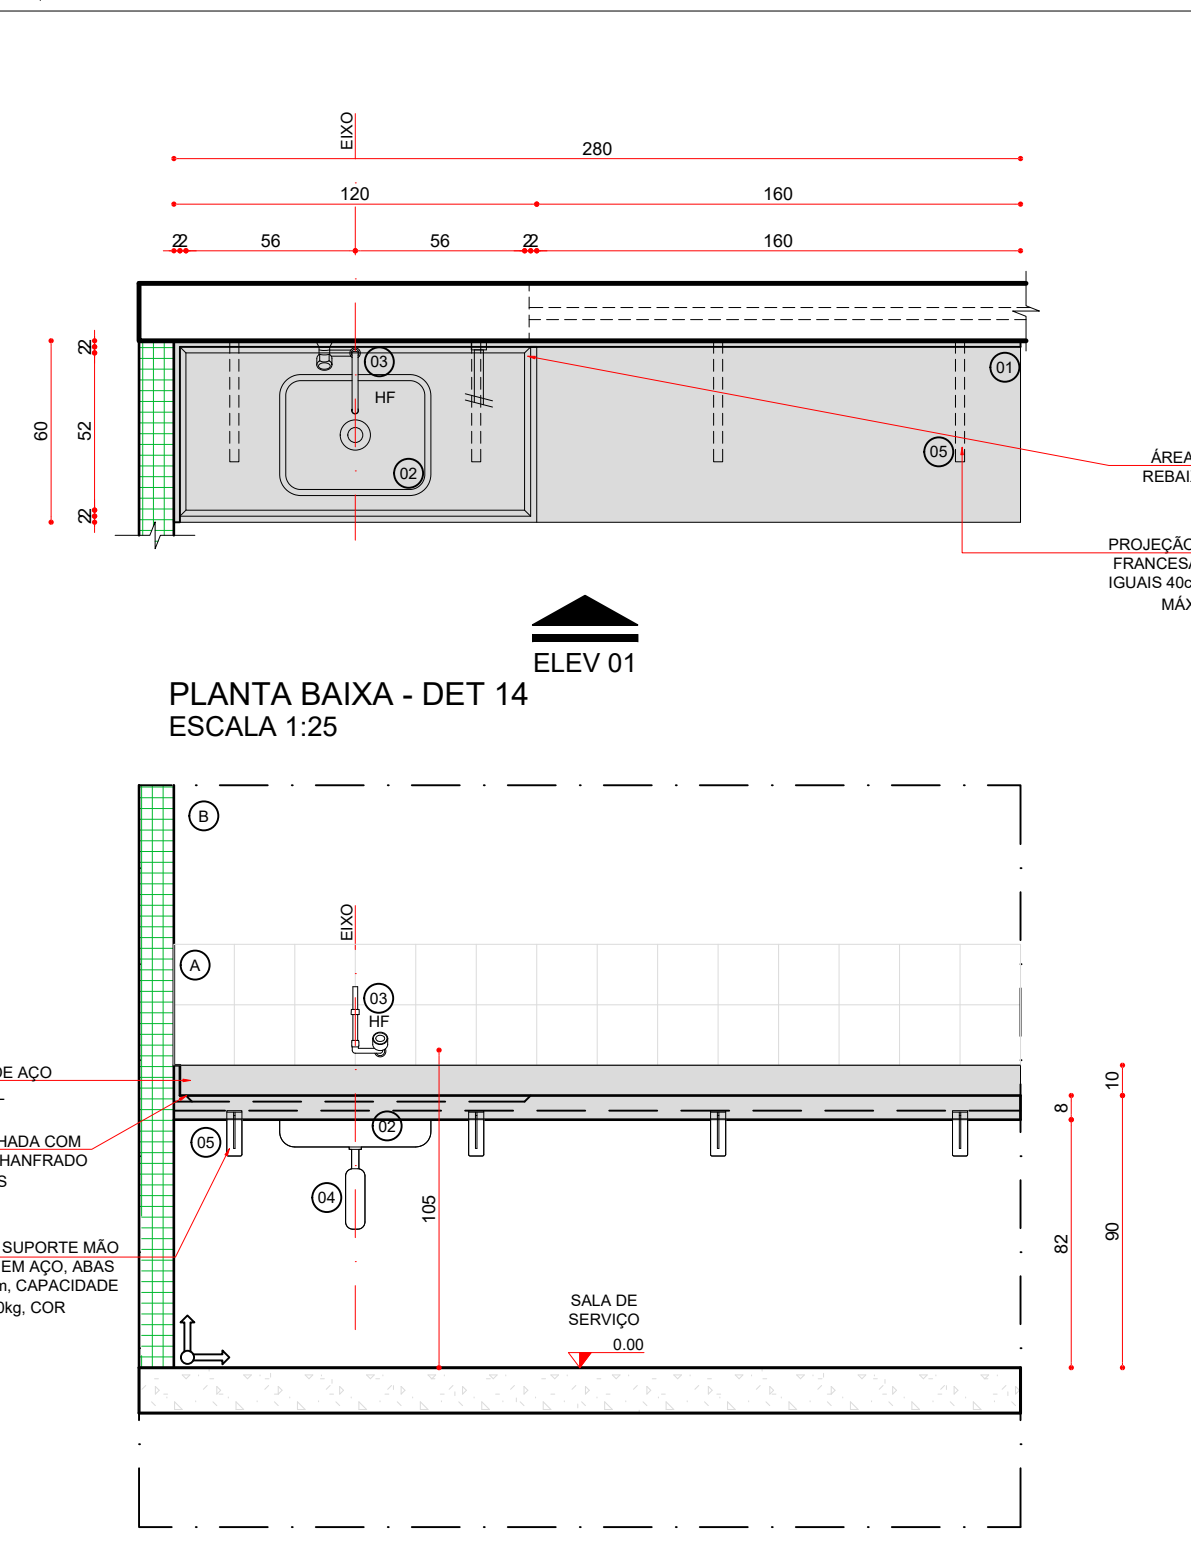 EIXO
280
120
160
22
56
56
22
160
22
60
52
22
03
HF
02
01
05
ÁREA
REBAI
PROJEÇÃO
FRANCESA
IGUAIS 40c
MÁX
ELEV 01
PLANTA BAIXA - DET 14
ESCALA 1:25
B
EIXO
A
03
HF
DE AÇO
10
8
HADA COM
HANFRADO
S
05
02
04
105
82
90
SUPORTE MÃO
EM AÇO, ABAS
m, CAPACIDADE
0kg, COR
SALA DE
SERVIÇO
0.00